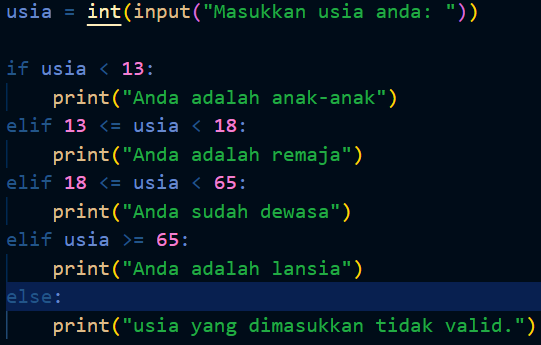 usia = int(input("Masukkan usia anda: "))
if usia < 13:
    print("Anda adalah anak-anak")
elif 13 <= usia < 18:
    print("Anda adalah remaja")
elif 18 <= usia < 65:
    print("Anda sudah dewasa")
elif usia >= 65:
    print("Anda adalah lansia")
else:
    print("usia yang dimasukkan tidak valid.")